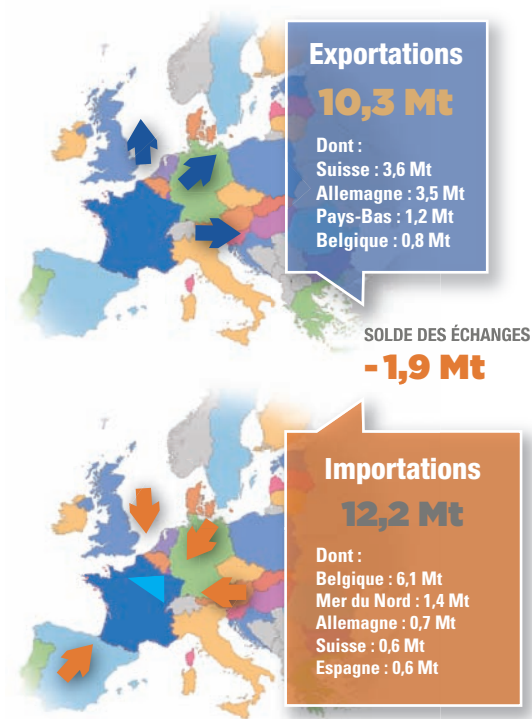 Exportations
10,3 Mt
Dont :
Suisse : 3,6 Mt
Allemagne : 3,5 Mt
Pays-Bas : 1,2 Mt
Belgique : 0,8 Mt
SOLDE DES ÉCHANGES
- 1,9 Mt
Importations
12,2 Mt
Dont :
Belgique : 6,1 Mt
Mer du Nord : 1,4 Mt
Allemagne : 0,7 Mt
Suisse : 0,6 Mt
Espagne : 0,6 Mt